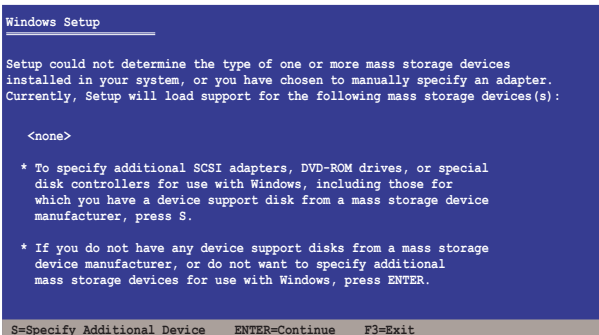 Windows Setup
Setup could not determine the type of one or more mass storage devices
installed in your system, or you have chosen to manually specify an adapter.
Currently, Setup will load support for the following mass storage devices(s):
<none>
* To specify additional SCSI adapters, DVD-ROM drives, or special
disk controllers for use with Windows, including those for
which you have a device support disk from a mass storage device
manufacturer, press S.
* If you do not have any device support disks from a mass storage
device manufacturer, or do not want to specify additional
mass storage devices for use with Windows, press ENTER.
S=Specify Additional Device ENTER=Continue F3=Exit